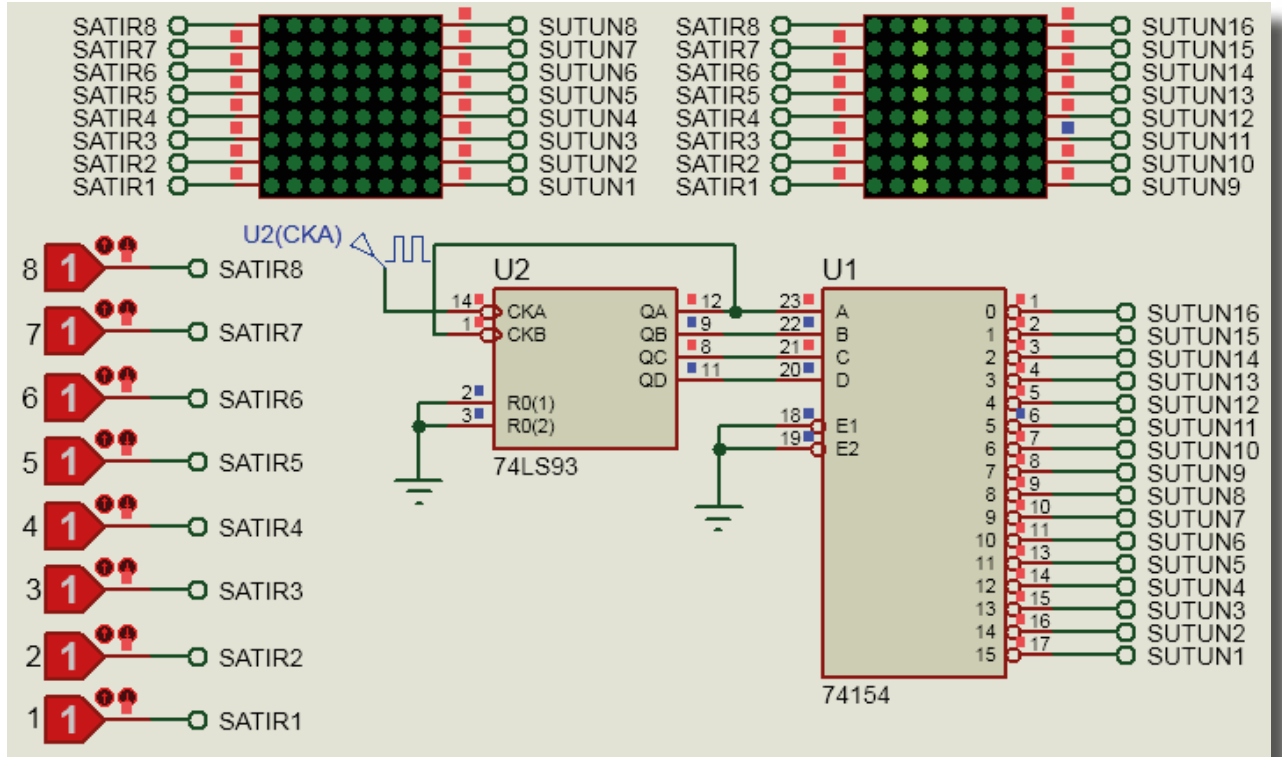 SATIR8 SUTUN8 SATIR8 SUTUN16
SATIR7 SUTUN7 SATIR7 SUTUN15
SATIR6 SUTUN6 SATIR6 SUTUN14
SATIR5 SUTUN5 SATIR5 SUTUN13
SATIR4 SUTUN4 SATIR4 SUTUN12
SATIR3 SUTUN3 SATIR3 SUTUN11
SATIR2 SUTUN2 SATIR2 SUTUN10
SATIR1 SUTUN1 SATIR1 SUTUN9
8 1 SATIR8
7 1 SATIR7
6 1 SATIR6
5 1 SATIR5
4 1 SATIR4
3 1 SATIR3
2 1 SATIR2
1 1 SATIR1
U2(CKA)
U2
14 CKA QA 12
1 CKB QB 9
QC 8
QD 11
2 R0(1)
3 R0(2)
74LS93
U1
23 A 0 1 SUTUN16
22 B 1 2 SUTUN15
21 C 2 3 SUTUN14
20 D 3 4 SUTUN13
4 5 SUTUN12
18 E1 5 6 SUTUN11
19 E2 6 7 SUTUN10
7 8 SUTUN9
8 9 SUTUN8
9 10 SUTUN7
10 11 SUTUN6
11 13 SUTUN5
12 14 SUTUN4
13 15 SUTUN3
14 16 SUTUN2
15 17 SUTUN1
74154